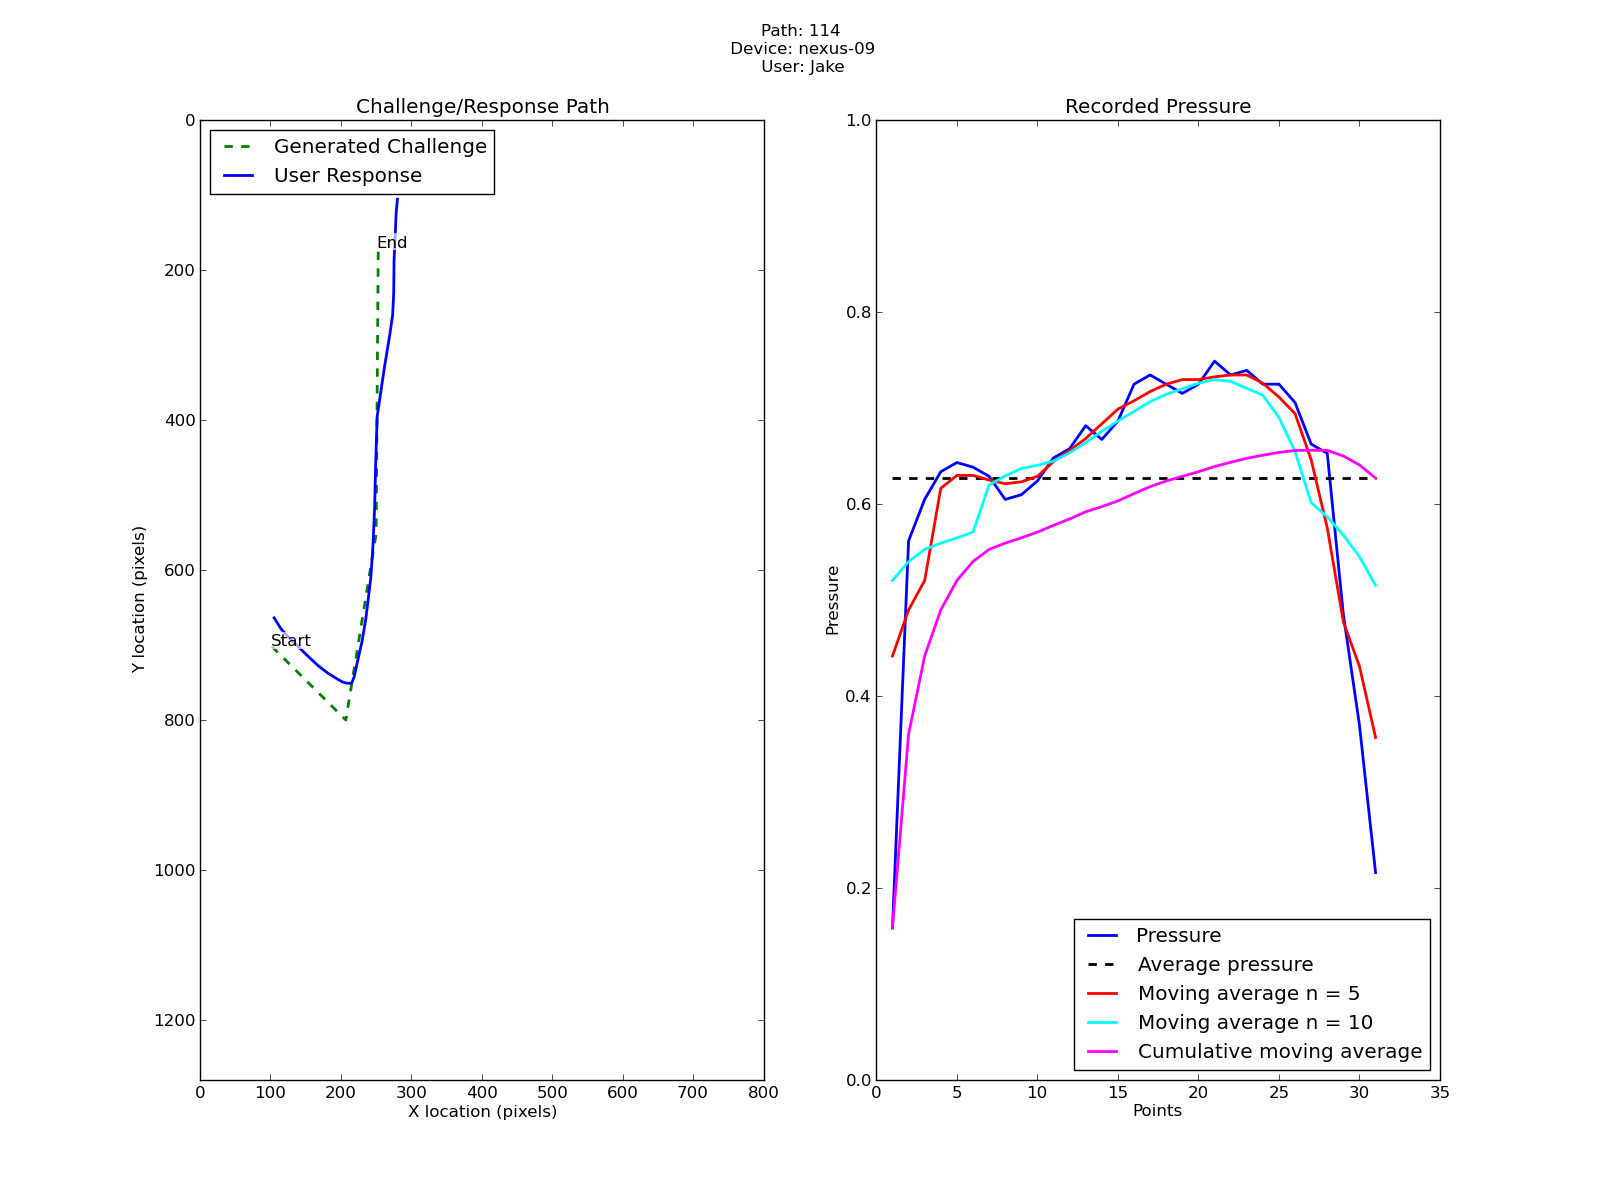 Path: 114
Device: nexus-09
User: Jake
Challenge/Response Path
Generated Challenge
User Response
End
Start
0
200
400
600
800
1000
1200
Y location (pixels)
0 100 200 300 400 500 600 700 800
X location (pixels)
Recorded Pressure
1.0
0.8
0.6
0.4
0.2
0.0
Pressure
Pressure
Average pressure
Moving average n = 5
Moving average n = 10
Cumulative moving average
0 5 10 15 20 25 30 35
Points